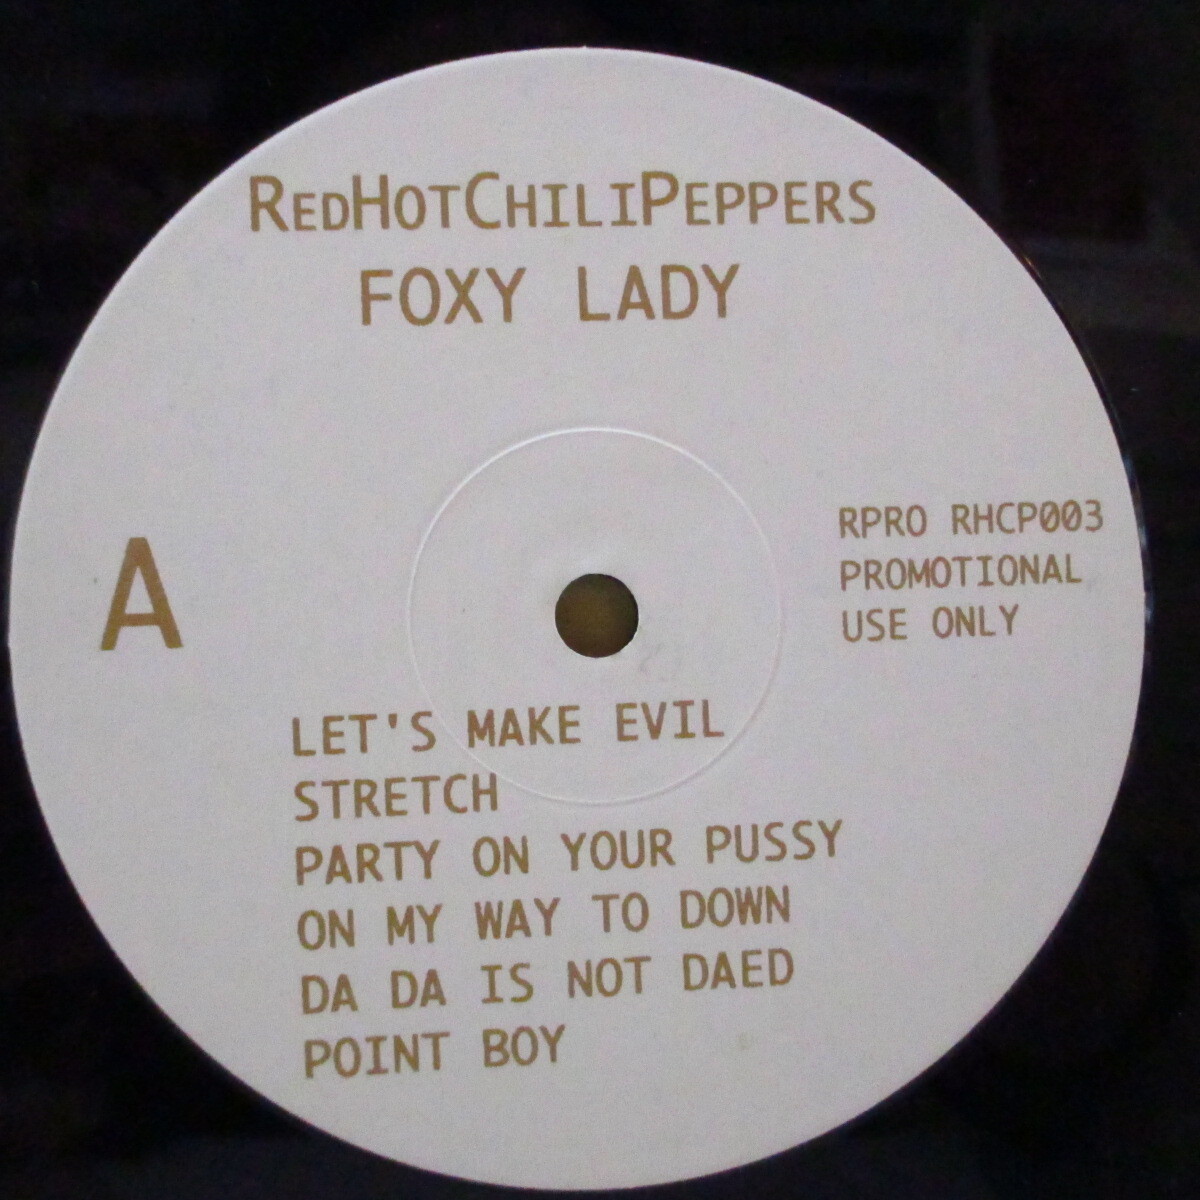 REDHOTCHILIPEPPERS
FOXY LADY
A
RPRO RHCP003
PROMOTIONAL
USE ONLY
LET'S MAKE EVIL
STRETCH
PARTY ON YOUR PUSSY
ON MY WAY TO DOWN
DA DA IS NOT DAED
POINT BOY